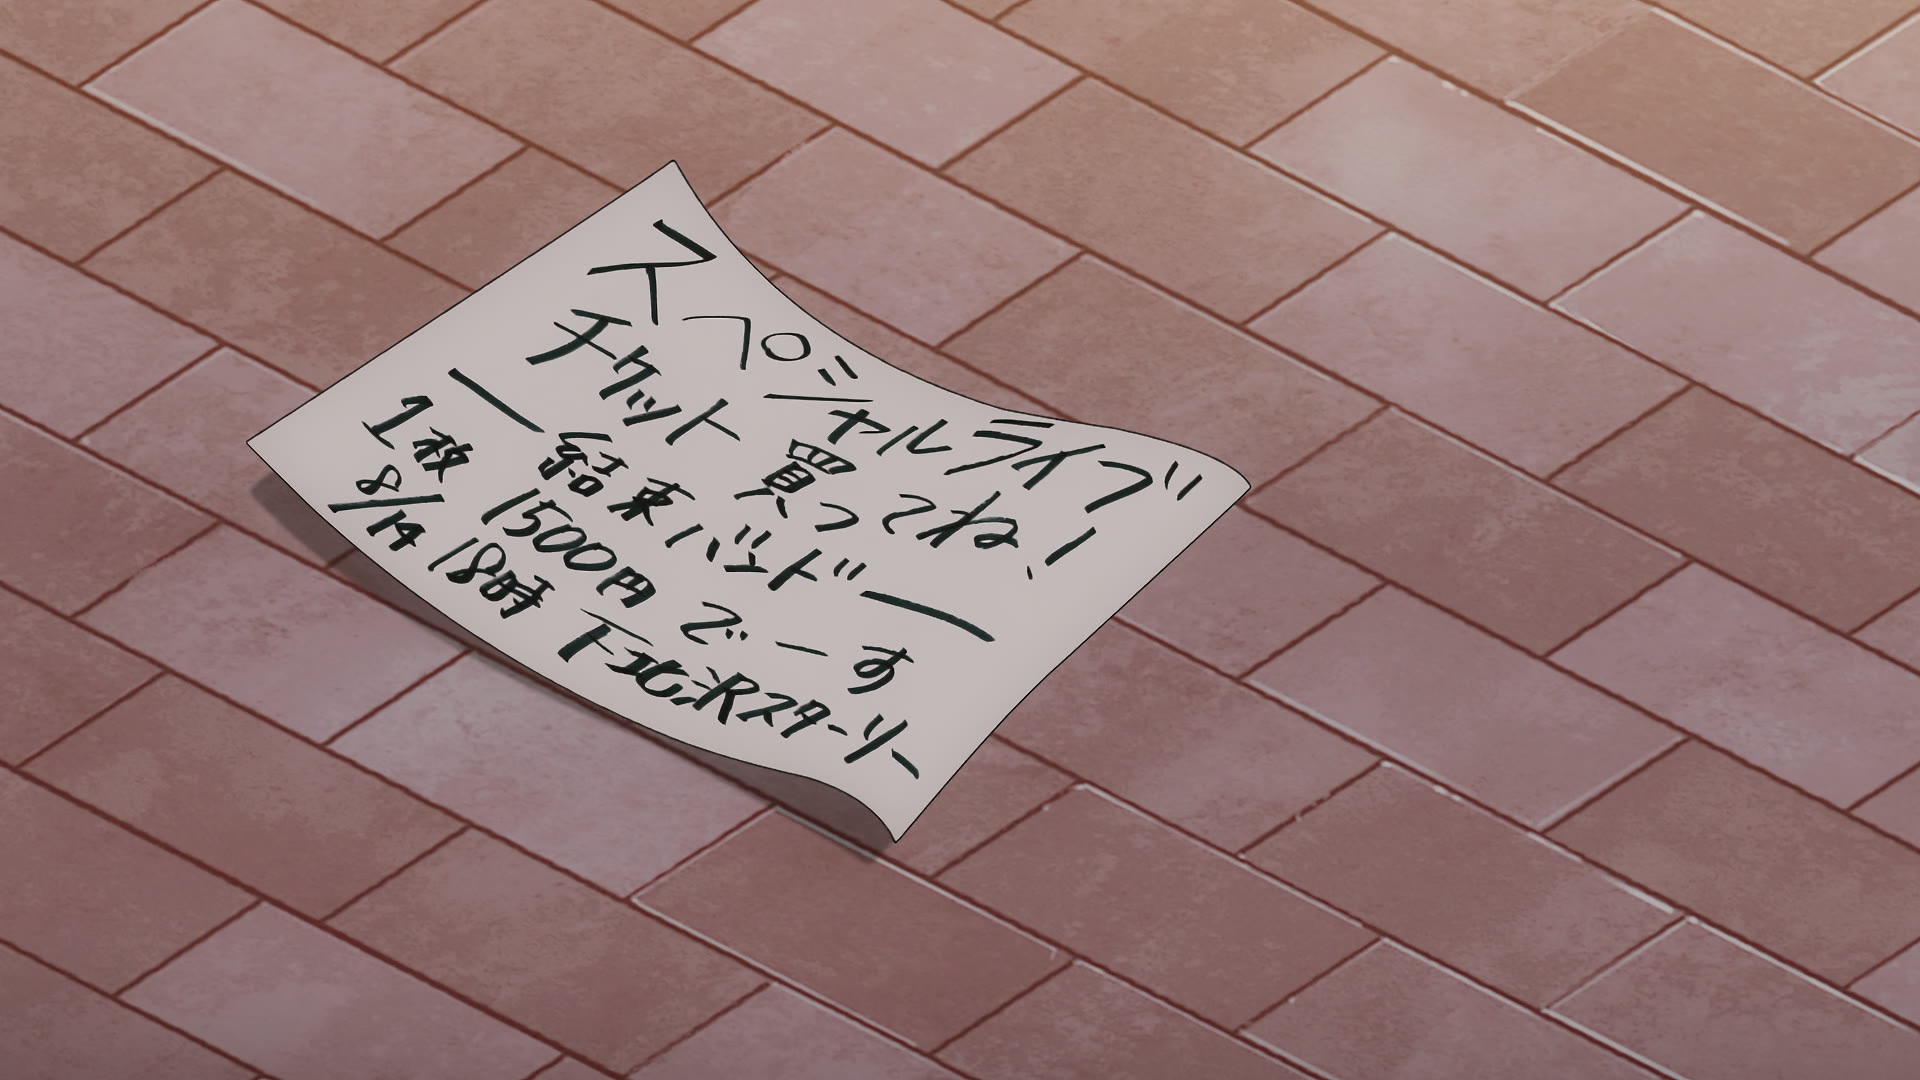 スペシャルライブ
チケット 買ってね!
ー結束バンドー
1枚 1500円でーす
8/14 18時 下北沢スターリー